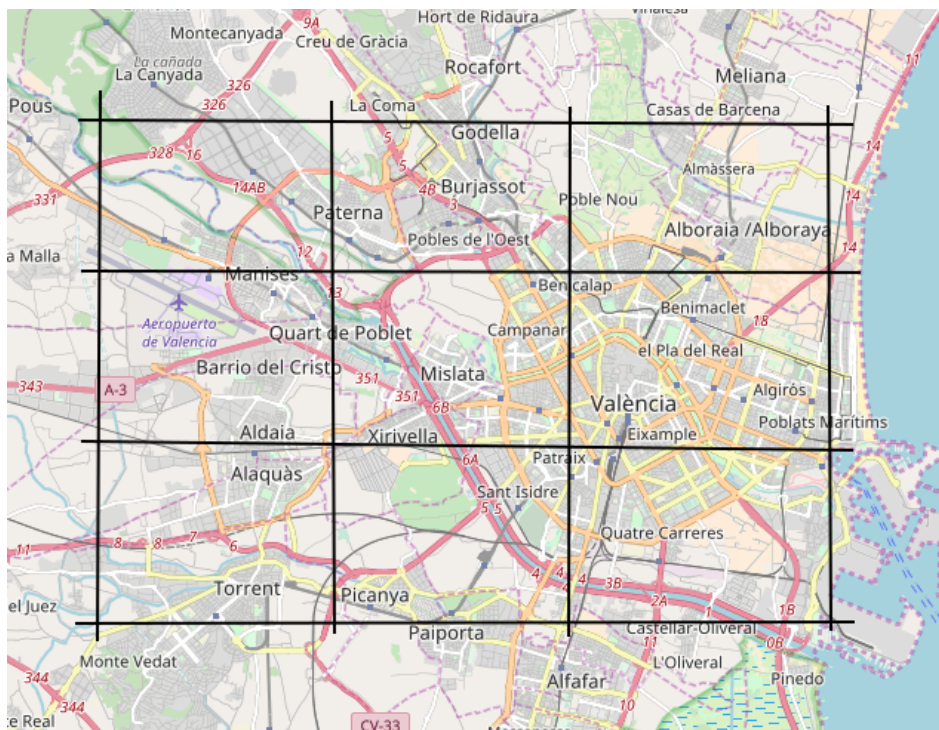 Hort de Ridaura
Vinalesa
9A
Montecanyada
Creu de Gràcia
La cañada
La Canyada
Rocafort
11
Meliana
326
Pous
326
La Coma
Casas de Barcena
5
Godella
14
328
16
5
Almàssera
14AB
4B
Burjassot
331
3
Poble Nou
14
Paterna
Alboraia /Alboraya
Pobles de l'Oest
12
14
a Malla
Manises
13
Benicalap
Aeropuerto
de Valencia
Benimaclet
Campanar
18
Quart de Poblet
el Pla del Real
Barrio del Cristo
Mislata
351
343
A-3
351
Algirós
6B
València
Poblats Marítims
Aldaia
Xirivella
Eixample
6A
Patraix
Alaquàs
Sant Isidre
5
5
7
Quatre Carreres
11
8
8
6
4
4
4
3B
Torrent
Picanya
2A
1
1B
el Juez
Paiporta
Castellar-Oliveral
0B
11
Monte Vedat
L'Oliveral
344
Pinedo
Alfafar
344
10
te Real
CV-33